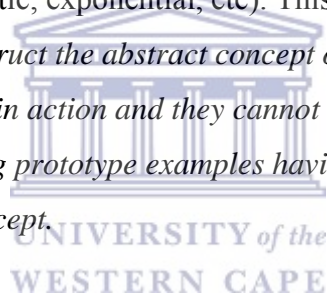 tic, exponential, etc). This
ruct the abstract concept o
in action and they cannot
g prototype examples havi
cept.
UNIVERSITY of the
WESTERN CAPE